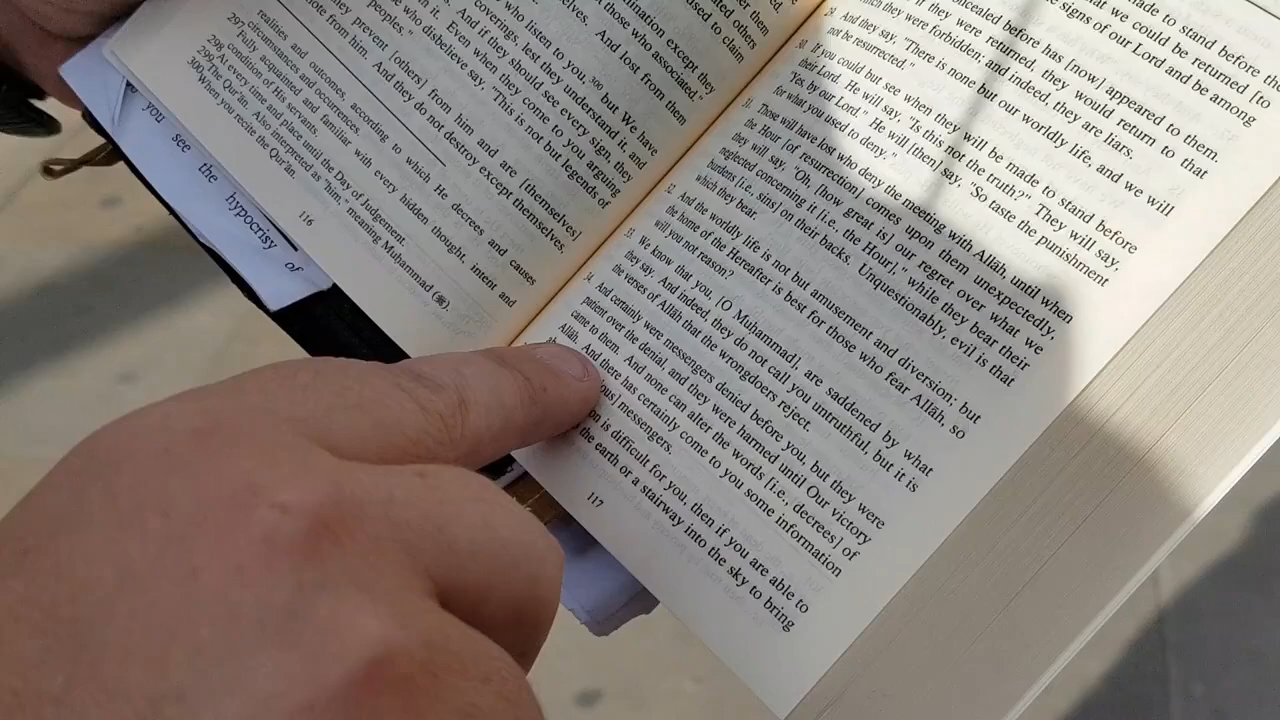 hypocrisy of
you see the
ination except they
those who associated."
selves. And lost from them
who listen to you,300 but We have
coverings, lest they understand it, and
And if they should see every sign, they
in it. Even when they come to you arguing
who disbelieve say, "This is not but legends of
peoples."
they prevent [others] from him and are [themselves]
from him. And they do not destroy except themselves,
realities and outcomes, according to which He decrees and causes
circumstances and occurrences.
297 Fully acquainted and familiar with every hidden thought, intent and
condition of His servants.
298 At every time and place until the Day of Judgement.
299 The Qur'ān.
300 When you recite the Qur'ān.
Also interpreted as "him," meaning Muḥammad (ﷺ).
116
made to stand before
that we could be returned [to
the signs of our Lord and be among
concealed before has [now] appeared to them.
if they were returned, they would return to that
which they were forbidden; and indeed, they are liars.
29. And they say, "There is none but our worldly life, and we will
not be resurrected."
30. If you could but see when they will be made to stand before
their Lord. He will say, "Is this not the truth?" They will say,
"Yes, by our Lord." He will [then] say, "So taste the punishment
for what you used to deny."
31. Those will have lost who deny the meeting with Allāh, until when
the Hour [of resurrection] comes upon them unexpectedly,
they will say, "Oh, [how great is] our regret over what we
neglected concerning it [i.e., the Hour]," while they bear their
burdens [i.e., sins] on their backs. Unquestionably, evil is that
which they bear.
32. And the worldly life is not but amusement and diversion; but
the home of the Hereafter is best for those who fear Allāh, so
will you not reason?
33. We know that you, [O Muḥammad], are saddened by what
they say. And indeed, they do not call you untruthful, but it is
the verses of Allāh that the wrongdoers reject.
34. And certainly were messengers denied before you, but they were
patient over the denial, and they were harmed until Our victory
came to them. And none can alter the words [i.e., decrees] of
Allāh. And there has certainly come to you some information
ous] messengers.
on is difficult for you, then if you are able to
the earth or a stairway into the sky to bring
117